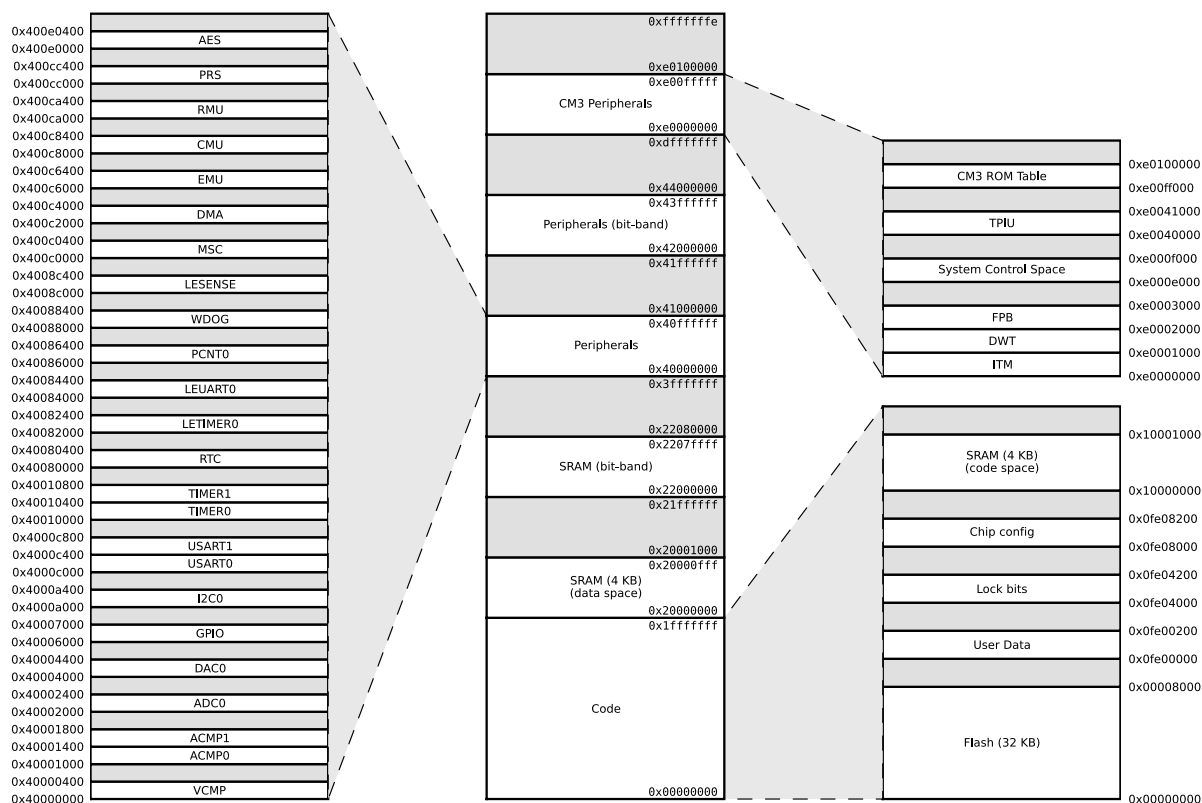 0x400e0400
AES
0x400e0000
0x400cc400
PRS
0x400cc000
0x400ca400
RMU
0x400ca000
0x400c8400
CMU
0x400c8000
0x400c6400
EMU
0x400c6000
0x400c4000
DMA
0x400c2000
0x400c0400
MSC
0x400c0000
0x4008c400
LESENSE
0x4008c000
0x40088400
WDOG
0x40088000
0x40086400
PCNT0
0x40086000
0x40084400
LEUART0
0x40084000
0x40082400
LETIMER0
0x40082000
0x40080400
RTC
0x40080000
0x40010800
TIMER1
0x40010400
TIMER0
0x40010000
0x4000c800
USART1
0x4000c400
USART0
0x4000c000
0x4000a400
I2C0
0x4000a000
0x40007000
GPIO
0x40006000
0x40004400
DAC0
0x40004000
0x40002400
ADC0
0x40002000
0x40001800
ACMP1
0x40001400
ACMP0
0x40001000
0x40000400
VCMP
0x40000000
0xfffffffe
0xe0100000
0xe00fffff
CM3 Peripherals
0xe0000000
0xdfffffff
0x44000000
0x43ffffff
Peripherals (bit-band)
0x42000000
0x41ffffff
0x41000000
0x40ffffff
Peripherals
0x40000000
0x3fffffff
0x22080000
0x2207ffff
SRAM (bit-band)
0x22000000
0x21ffffff
0x20001000
0x20000fff
SRAM (4 KB)
(data space)
0x20000000
0x1fffffff
Code
0x00000000
0xe0100000
CM3 ROM Table
0xe00ff000
0xe0041000
TPIU
0xe0040000
0xe000f000
System Control Space
0xe000e000
0xe0003000
FPB
0xe0002000
DWT
0xe0001000
ITM
0xe0000000
0x10001000
SRAM (4 KB)
(code space)
0x10000000
0x0fe08200
Chip config
0x0fe08000
0x0fe04200
Lock bits
0x0fe04000
0x0fe00200
User Data
0x0fe00000
0x00008000
Flash (32 KB)
0x00000000